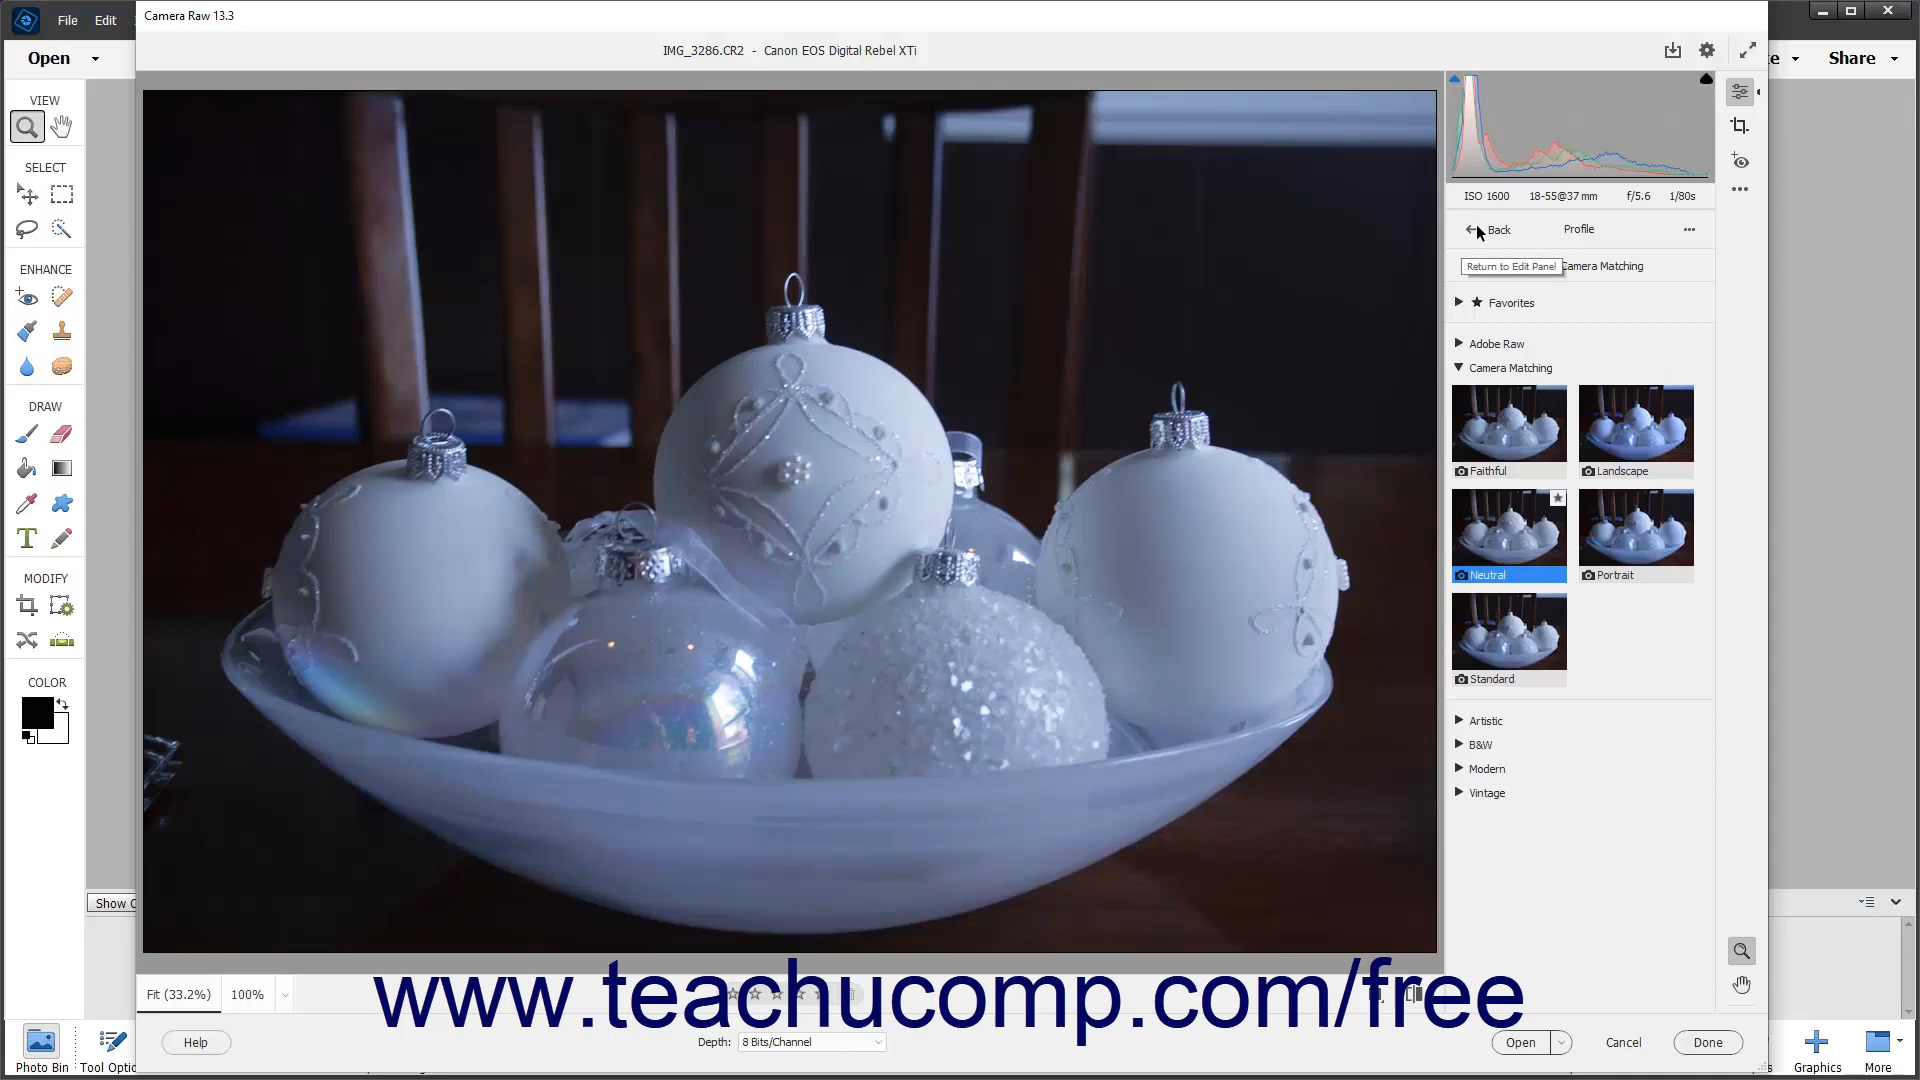 Camera Raw 13.3
File Edit
IMG_3286.CR2 - Canon EOS Digital Rebel XTi
Open
Share
VIEW
SELECT
ENHANCE
DRAW
MODIFY
COLOR
ISO 1600 18-55@37 mm f/5.6 1/80s
Back Profile
Return to Edit Panel Camera Matching
Favorites
Adobe Raw
Camera Matching
Faithful Landscape
Neutral Portrait
Standard
Artistic
B&W
Modern
Vintage
Show
Fit (33.2%) 100%
www.teachucomp.com/free
Help
Depth: 8 Bits/Channel
Open
Cancel
Done
Photo Bin
Tool
Graphics
More